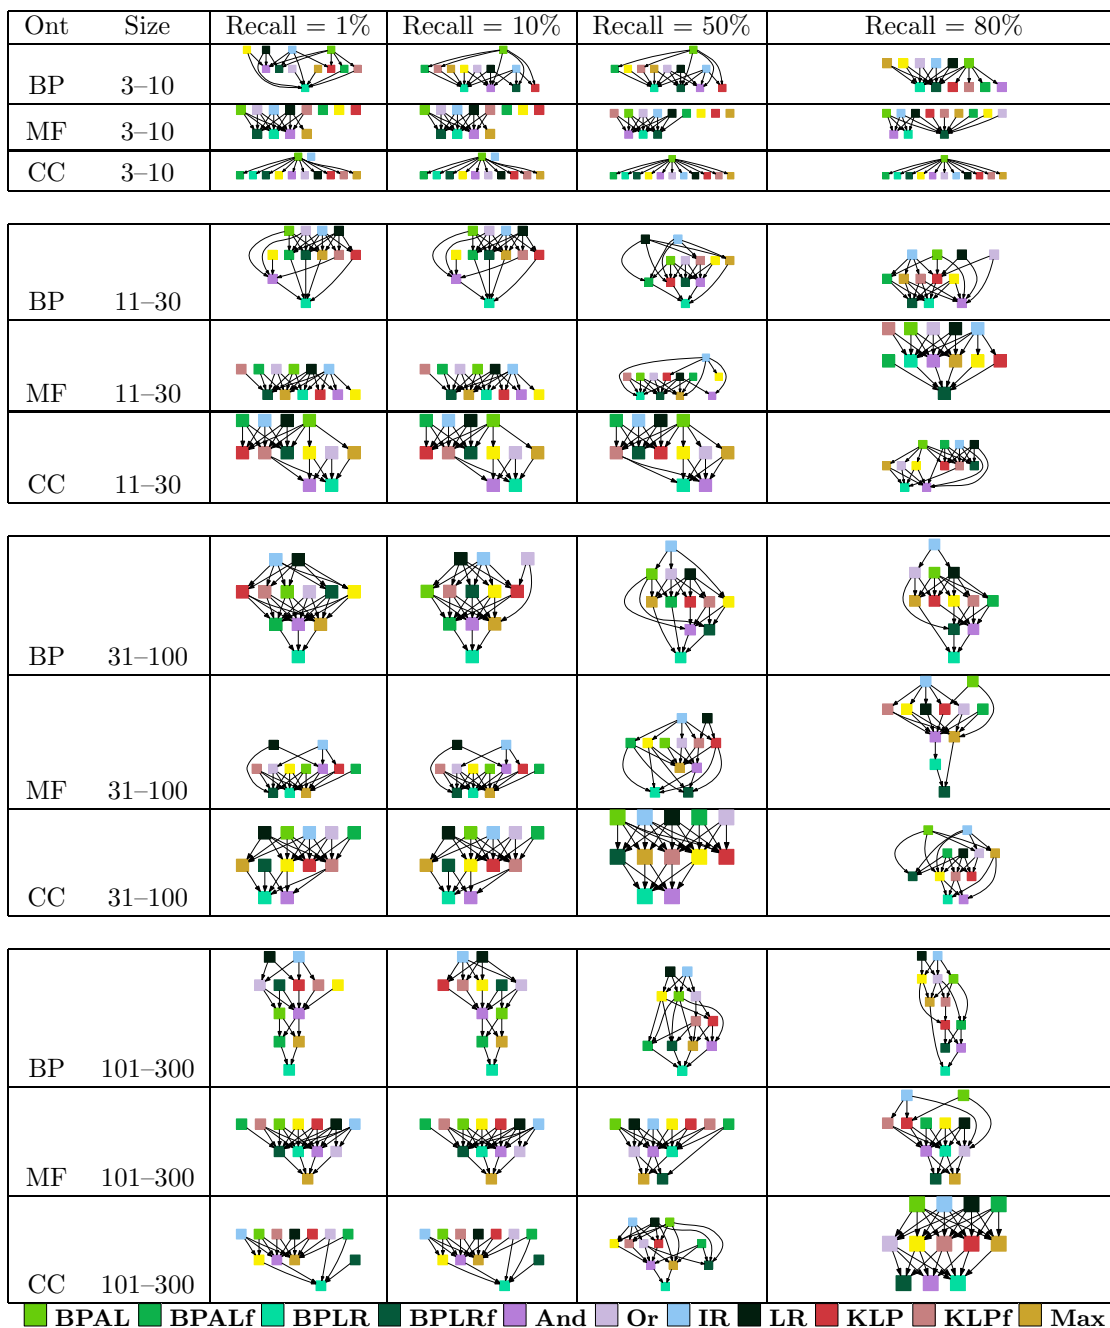 Ont Size Recall = 1% Recall = 10% Recall = 50% Recall = 80%
BP 3–10
MF 3–10
CC 3–10
BP 11–30
MF 11–30
CC 11–30
BP 31–100
MF 31–100
CC 31–100
BP 101–300
MF 101–300
CC 101–300
BPAL BPALf BPLR BPLRf And Or IR LR KLP KLPf Max